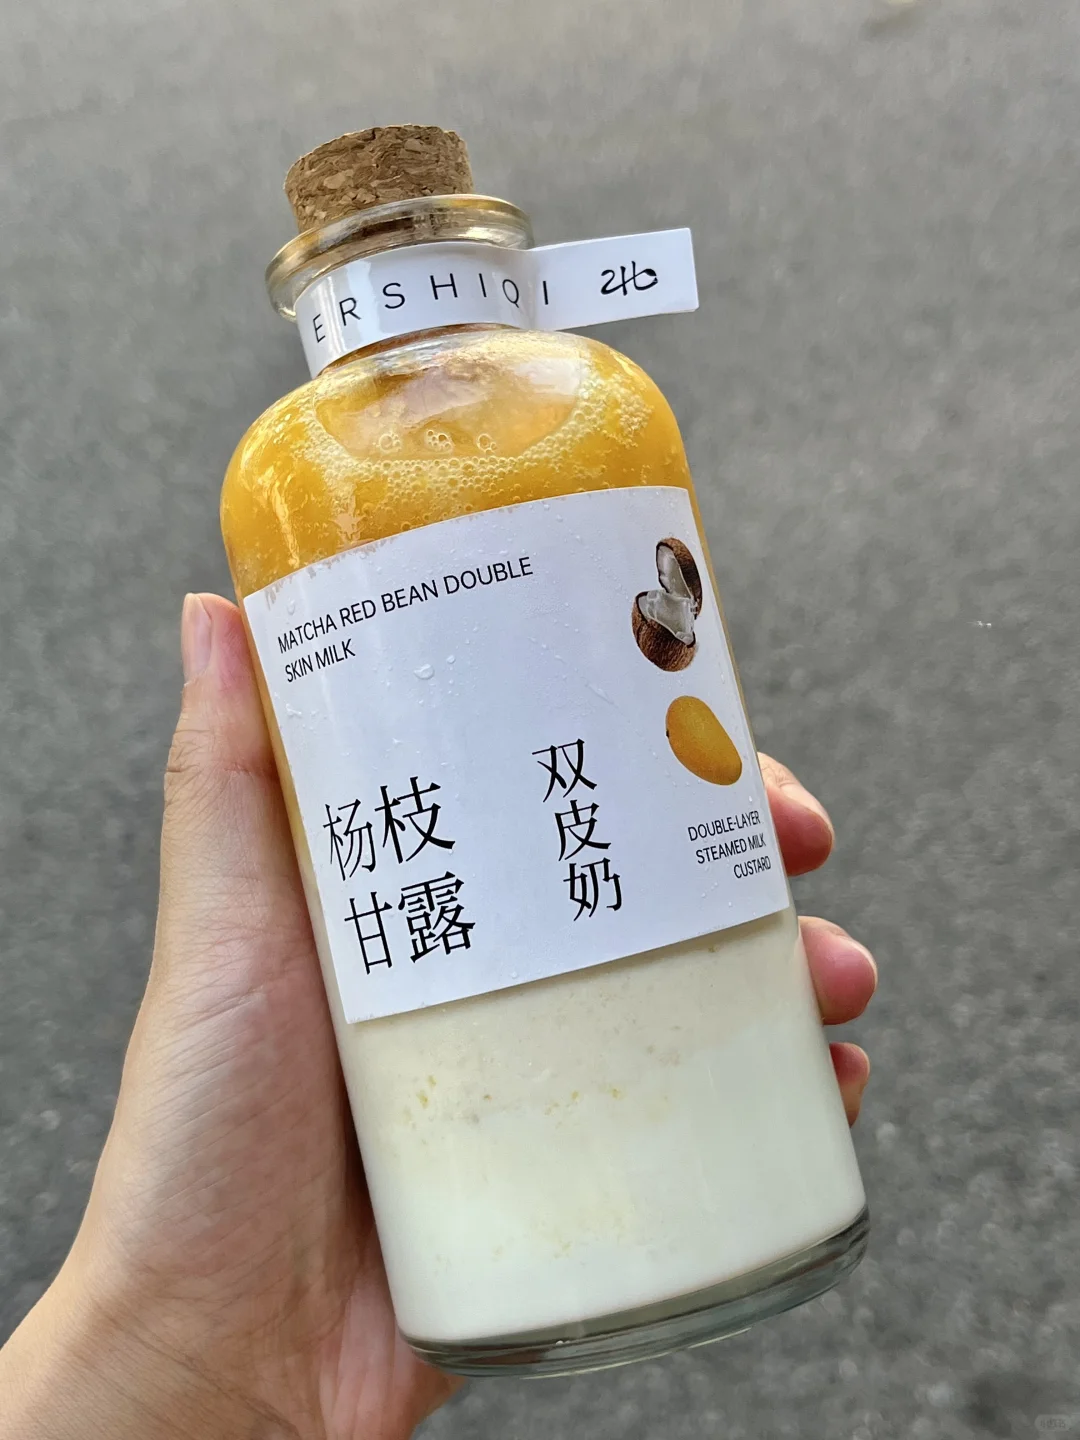 ERSHIQI
MATCHA RED BEAN DOUBLE
SKIN MILK
杨枝
甘露
双皮奶
DOUBLE-LAYER
STEAMED MILK
CUSTARD